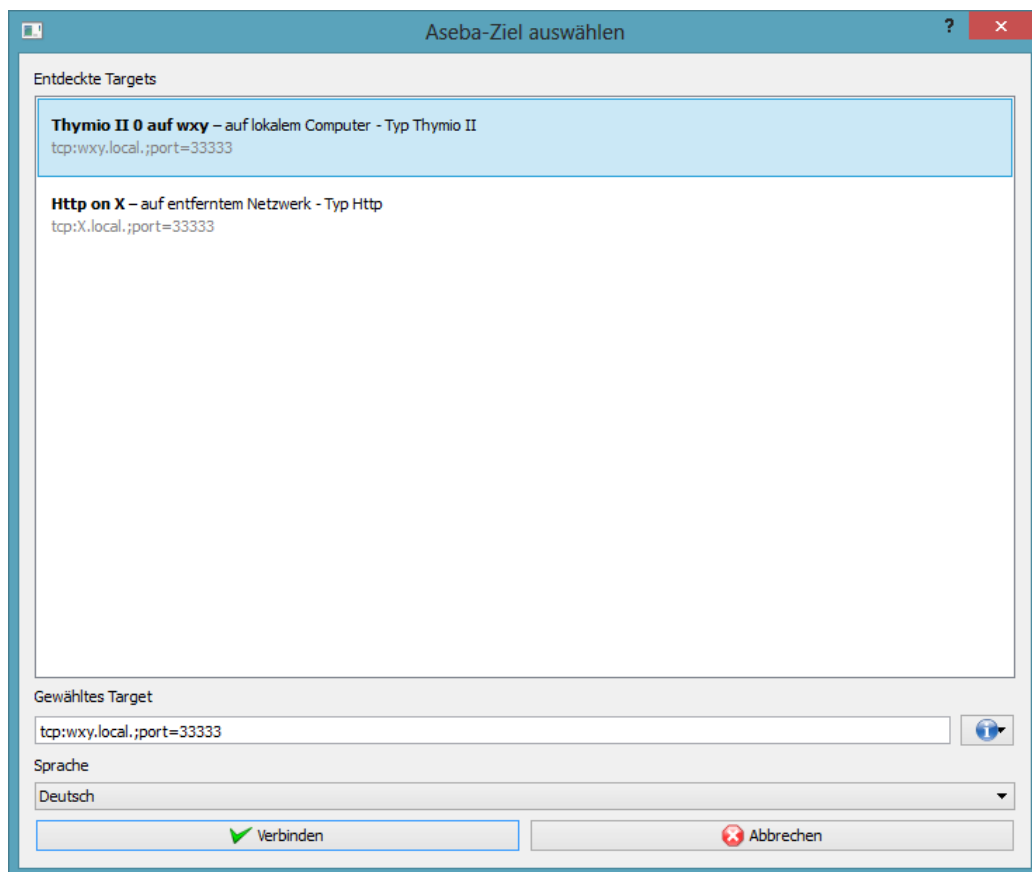 Aseba-Ziel auswählen
?
Entdeckte Targets
Thymio II 0 auf wxy – auf lokalem Computer - Typ Thymio II
tcp:wxy.local.;port=33333
Http on X – auf entferntem Netzwerk - Typ Http
tcp:X.local.;port=33333
Gewähltes Target
tcp:wxy.local.;port=33333
Sprache
Deutsch
Verbinden
Abbrechen